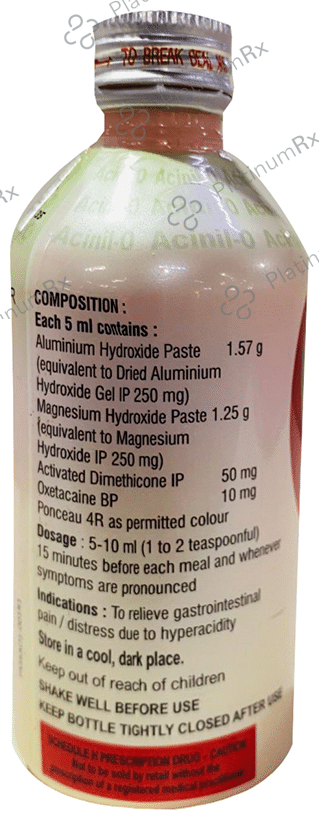 TO BREAK SEAL
Acinil-O Acinil-O
COMPOSITION :
Each 5 ml contains :
Aluminium Hydroxide Paste 1.57 g
(equivalent to Dried Aluminium
Hydroxide Gel IP 250 mg)
Magnesium Hydroxide Paste 1.25 g
(equivalent to Magnesium
Hydroxide IP 250 mg)
Activated Dimethicone IP 50 mg
Oxetacaine BP 10 mg
Ponceau 4R as permitted colour
Dosage : 5-10 ml (1 to 2 teaspoonful)
15 minutes before each meal and whenever
symptoms are pronounced
Indications : To relieve gastrointestinal
pain / distress due to hyperacidity
Store in a cool, dark place.
Keep out of reach of children
SHAKE WELL BEFORE USE
KEEP BOTTLE TIGHTLY CLOSED AFTER USE
SCHEDULE H PRESCRIPTION DRUG - CAUTION
Not to be sold by retail without the
prescription of a registered medical practitioner
PlatinumRx
PlatinumRx
PlatinumRx